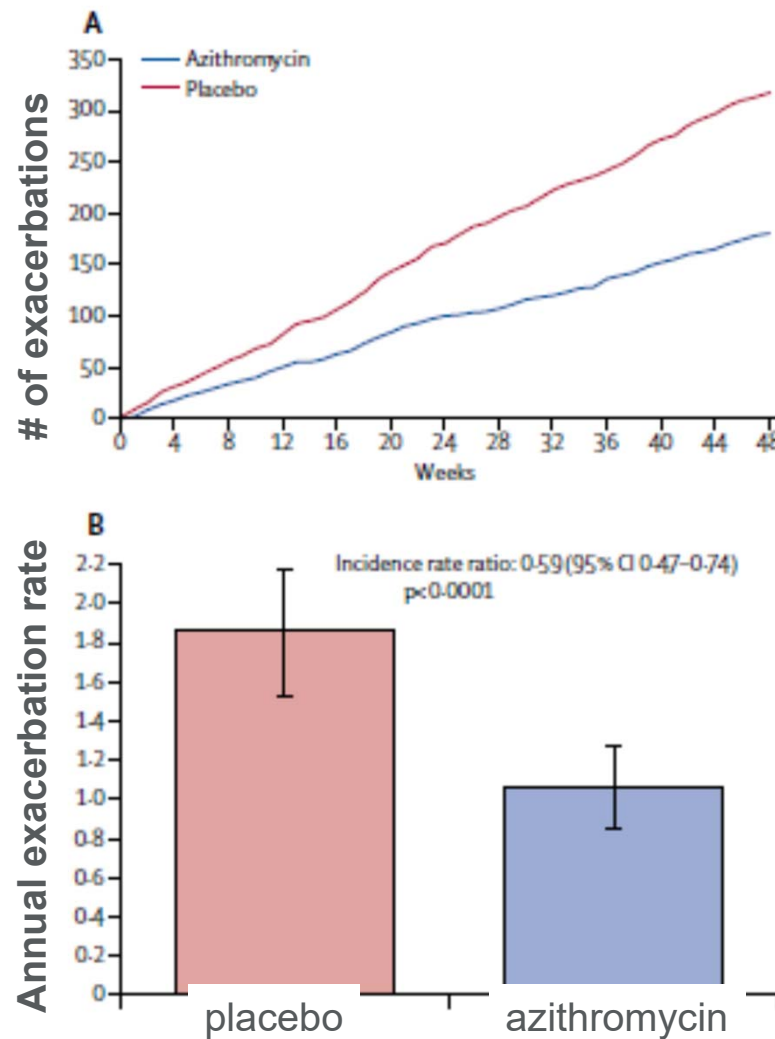 A
Azithromycin
Placebo
# of exacerbations
350
300
250
200
150
100
50
0
0 4 8 12 16 20 24 28 32 36 40 44 48
Weeks
B
Incidence rate ratio: 0·59 (95% CI 0·47–0·74)
p<0·0001
Annual exacerbation rate
2·2
2·0
1·8
1·6
1·4
1·2
1·0
0·8
0·6
0·4
0·2
0
placebo azithromycin